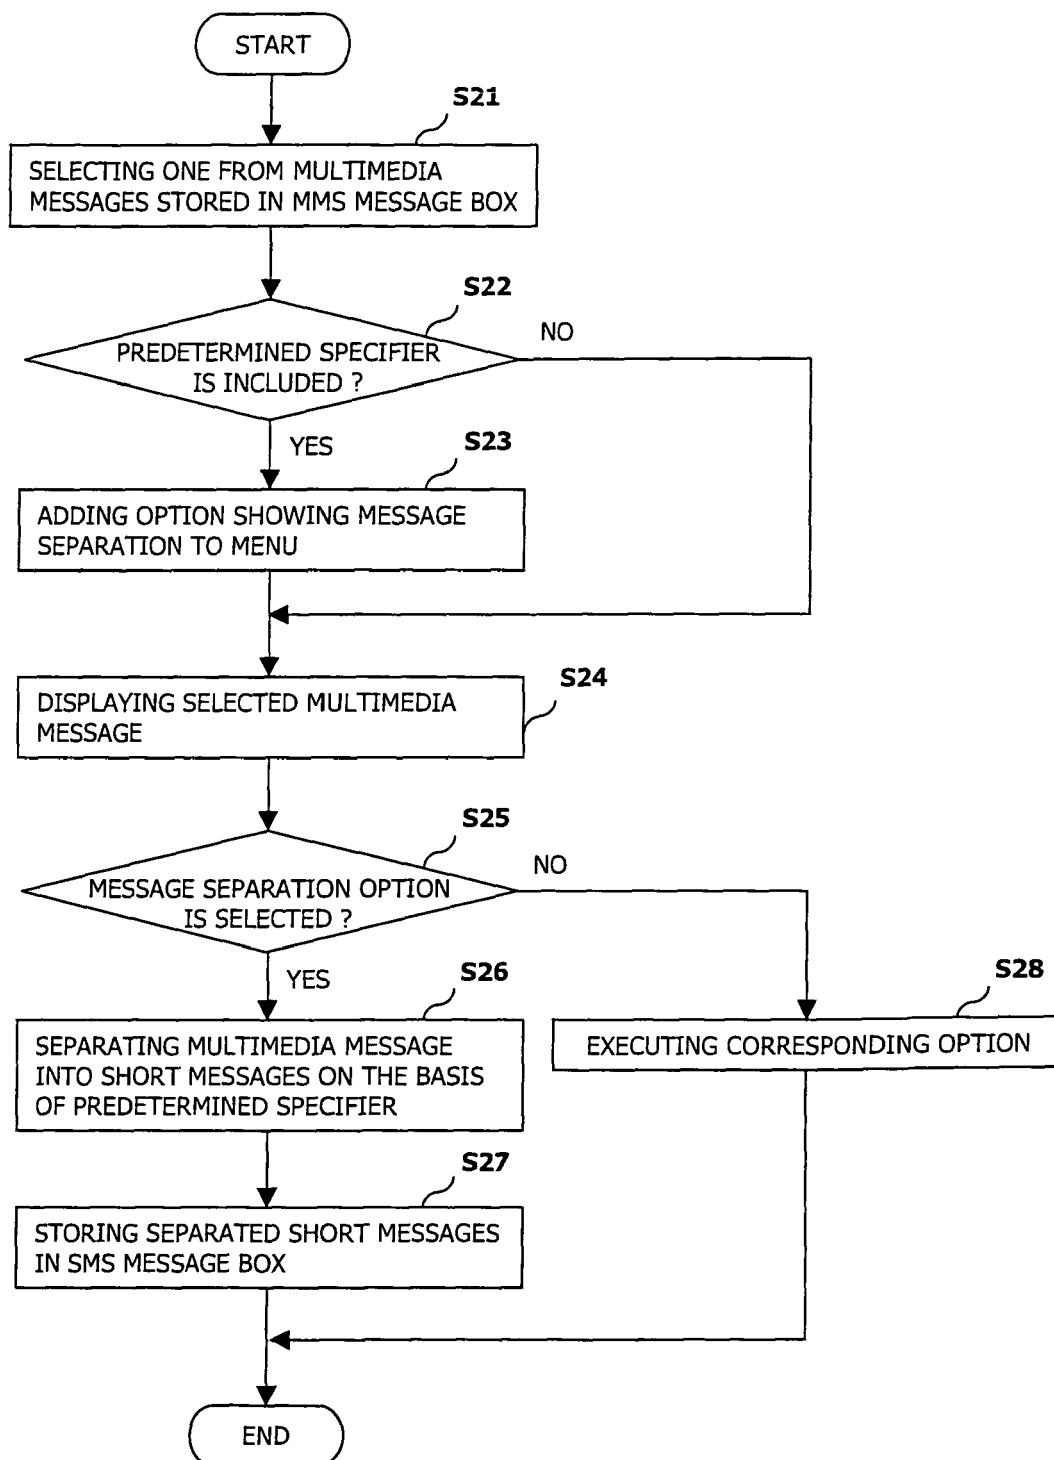 START
S21
SELECTING ONE FROM MULTIMEDIA
MESSAGES STORED IN MMS MESSAGE BOX
S22
PREDETERMINED SPECIFIER
IS INCLUDED ?
NO
YES
S23
ADDING OPTION SHOWING MESSAGE
SEPARATION TO MENU
S24
DISPLAYING SELECTED MULTIMEDIA
MESSAGE
S25
MESSAGE SEPARATION OPTION
IS SELECTED ?
NO
YES
S26
SEPARATING MULTIMEDIA MESSAGE
INTO SHORT MESSAGES ON THE BASIS
OF PREDETERMINED SPECIFIER
S28
EXECUTING CORRESPONDING OPTION
S27
STORING SEPARATED SHORT MESSAGES
IN SMS MESSAGE BOX
END